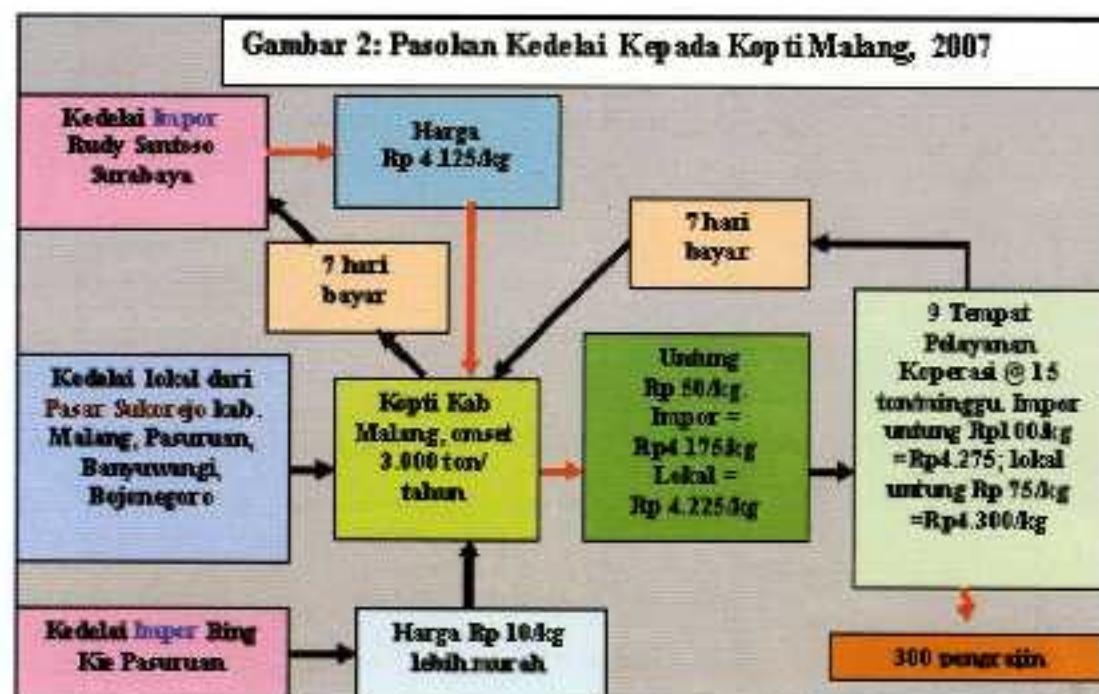 Gambar 2: Pasokan Kedelai Kepada Kopti Malang, 2007
Kedelai Impor
Rudy Santoso
Surabaya
Harga
Rp 4.125/kg
7 hari
bayar
7 hari
bayar
Kedelai lokal dari
Pasar Sukorejo kab.
Malang, Pasuruan,
Banyuwangi,
Bojonegoro
Kopti Kab
Malang, omset
3.000 ton/
tahun
Untung
Rp 50/kg.
Impor =
Rp4.175/kg
Lokal =
Rp 4.225/kg
9 Tempat
Pelayanan
Koperasi @ 15
ton/minggu. Impor
untung Rp100/kg
=Rp4.275; lokal
untung Rp 75/kg
=Rp4.300/kg
Kedelai Impor Bing
Kie Pasuruan
Harga Rp 10/kg
lebih murah
300 pengrajin